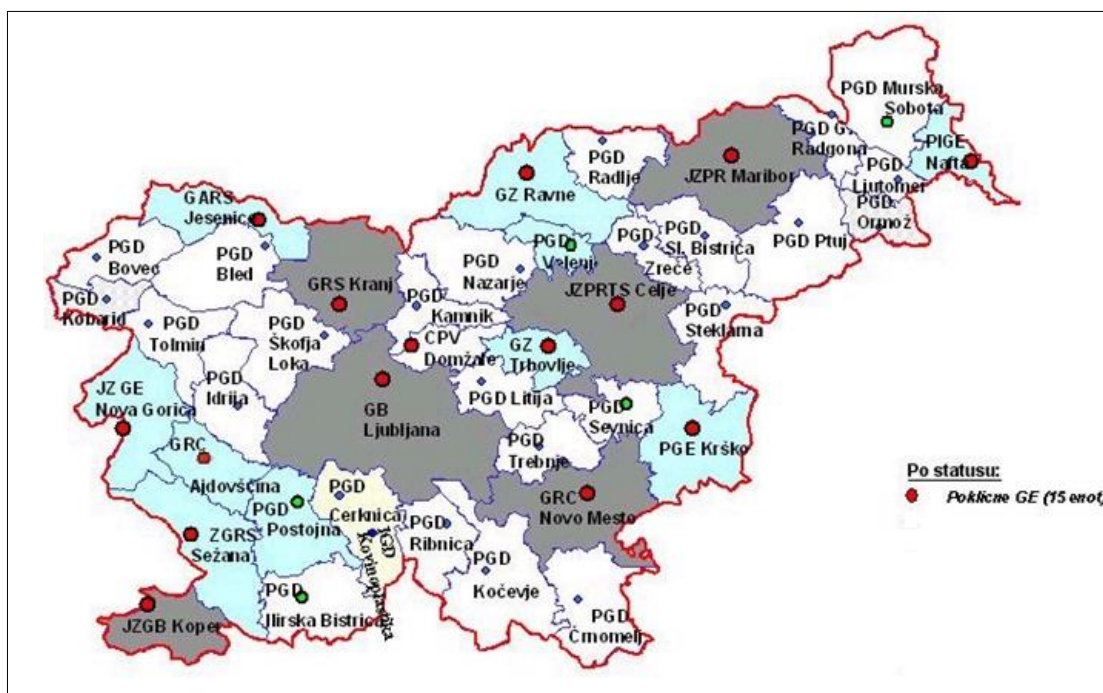 PGD Murska
Sobota
PGD G.
Radgona
PIGE
Nafta
PGD
Radlje
JZPR Maribor
PGD
Ljutomer
GZ Ravne
PGD
Ormož
GARS
Jesenice
PGD
Velenje
PGD
Zreče
PGD
Sl. Bistrica
PGD Ptuj
PGD
Bovec
PGD
Bled
PGD
Nazarje
GRS Kranj
JZPRTS Celje
PGD
Kobarid
PGD
Kamnik
PGD
Steklarna
PGD
Tolmin
PGD
Škofja
Loka
CPV
Domžale
GZ
Trbovlje
JZ GE
Nova Gorica
PGD
Idrija
PGD Litija
GB
Ljubljana
PGD
Sevnica
PGE Krško
GRC
Ajdovščina
PGD
Trebnje
Po statusu:
Poklicne GE (15 enot)
PGD
Cerknica
GRC
Novo Mesto
PGD
Postojna
ZGRS
Sežana
PGD
Ribnica
IGD
Kovinoplastika
PGD
Kočevje
PGD
Ilirska Bistrica
JZGB Koper
PGD
Črnomelj